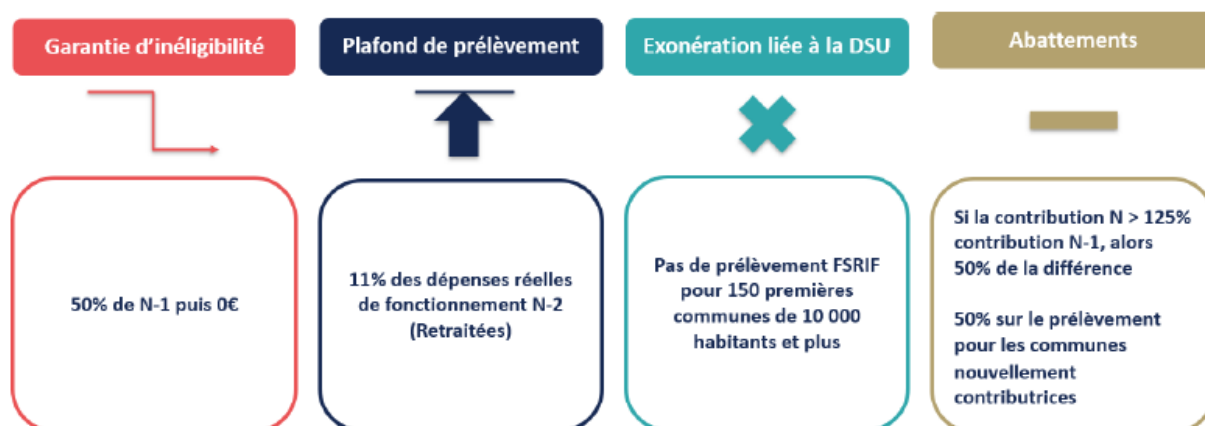 Garantie d'inéligibilité
50% de N-1 puis 0€
Plafond de prélèvement
11% des dépenses réelles
de fonctionnement N-2
(Retraitées)
Exonération liée à la DSU
Pas de prélèvement FSRIF
pour 150 premières
communes de 10 000
habitants et plus
Abattements
Si la contribution N > 125%
contribution N-1, alors
50% de la différence
50% sur le prélèvement
pour les communes
nouvellement
contributrices